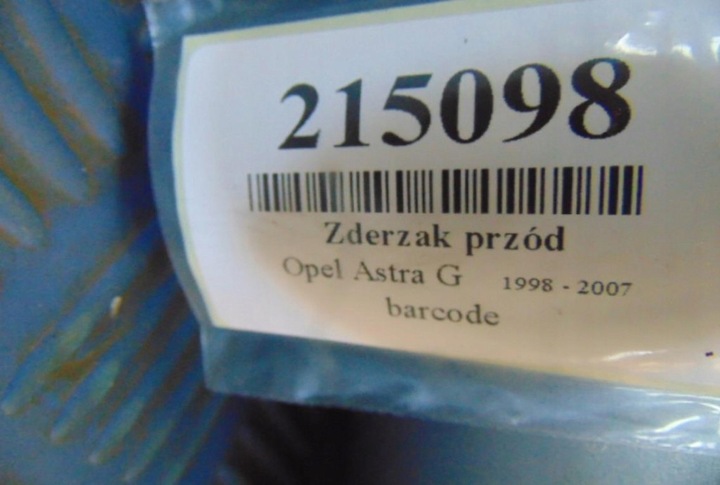 215098
Zderzak przód
Opel Astra G 1998 - 2007
barcode